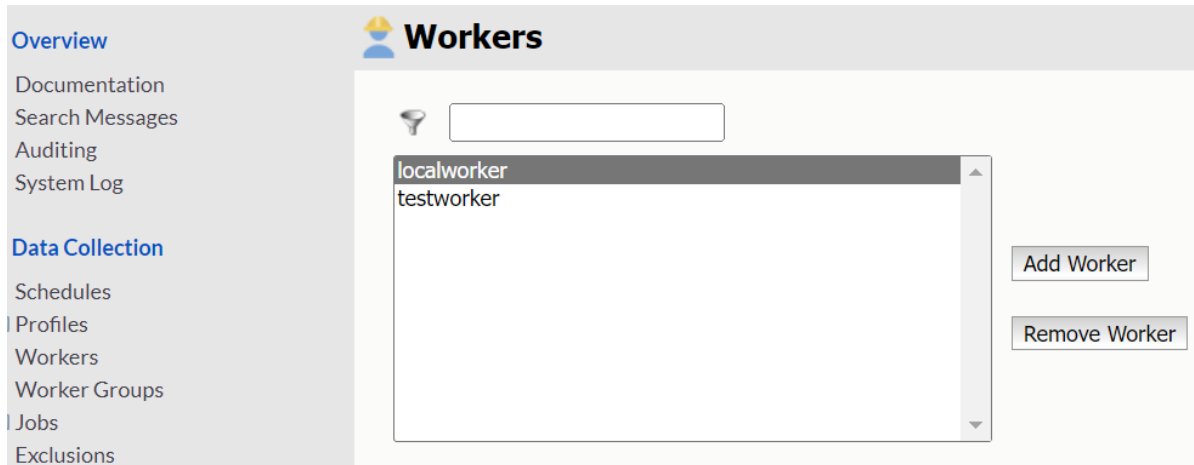 Overview
Documentation
Search Messages
Auditing
System Log
Data Collection
Schedules
Profiles
Workers
Worker Groups
Jobs
Exclusions
Workers
localworker
testworker
Add Worker
Remove Worker